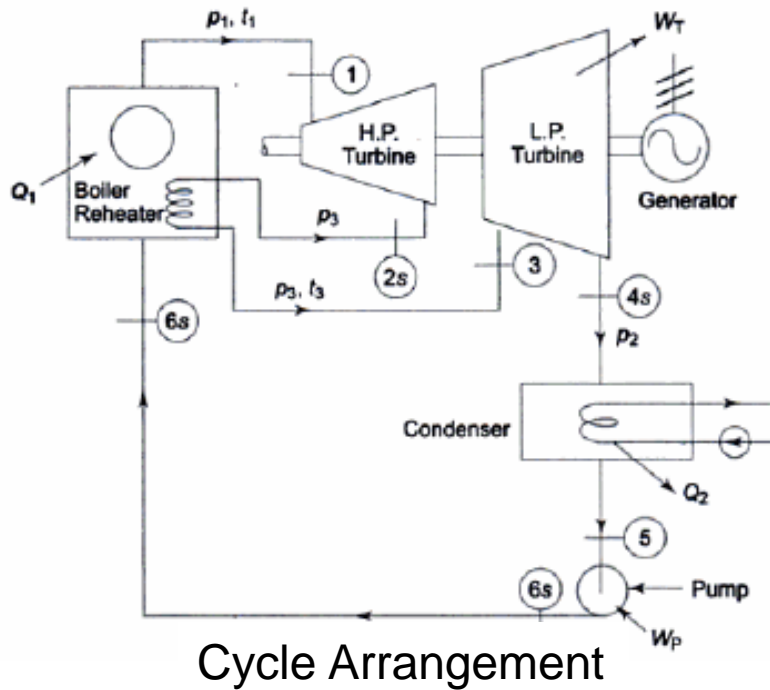 p1, t1
WT
1
H.P.
Turbine
L.P.
Turbine
Q1
Boiler
Reheater
Generator
p3
2s
3
p3, t3
4s
6s
p2
Condenser
Q2
5
6s
Pump
WP
Cycle Arrangement